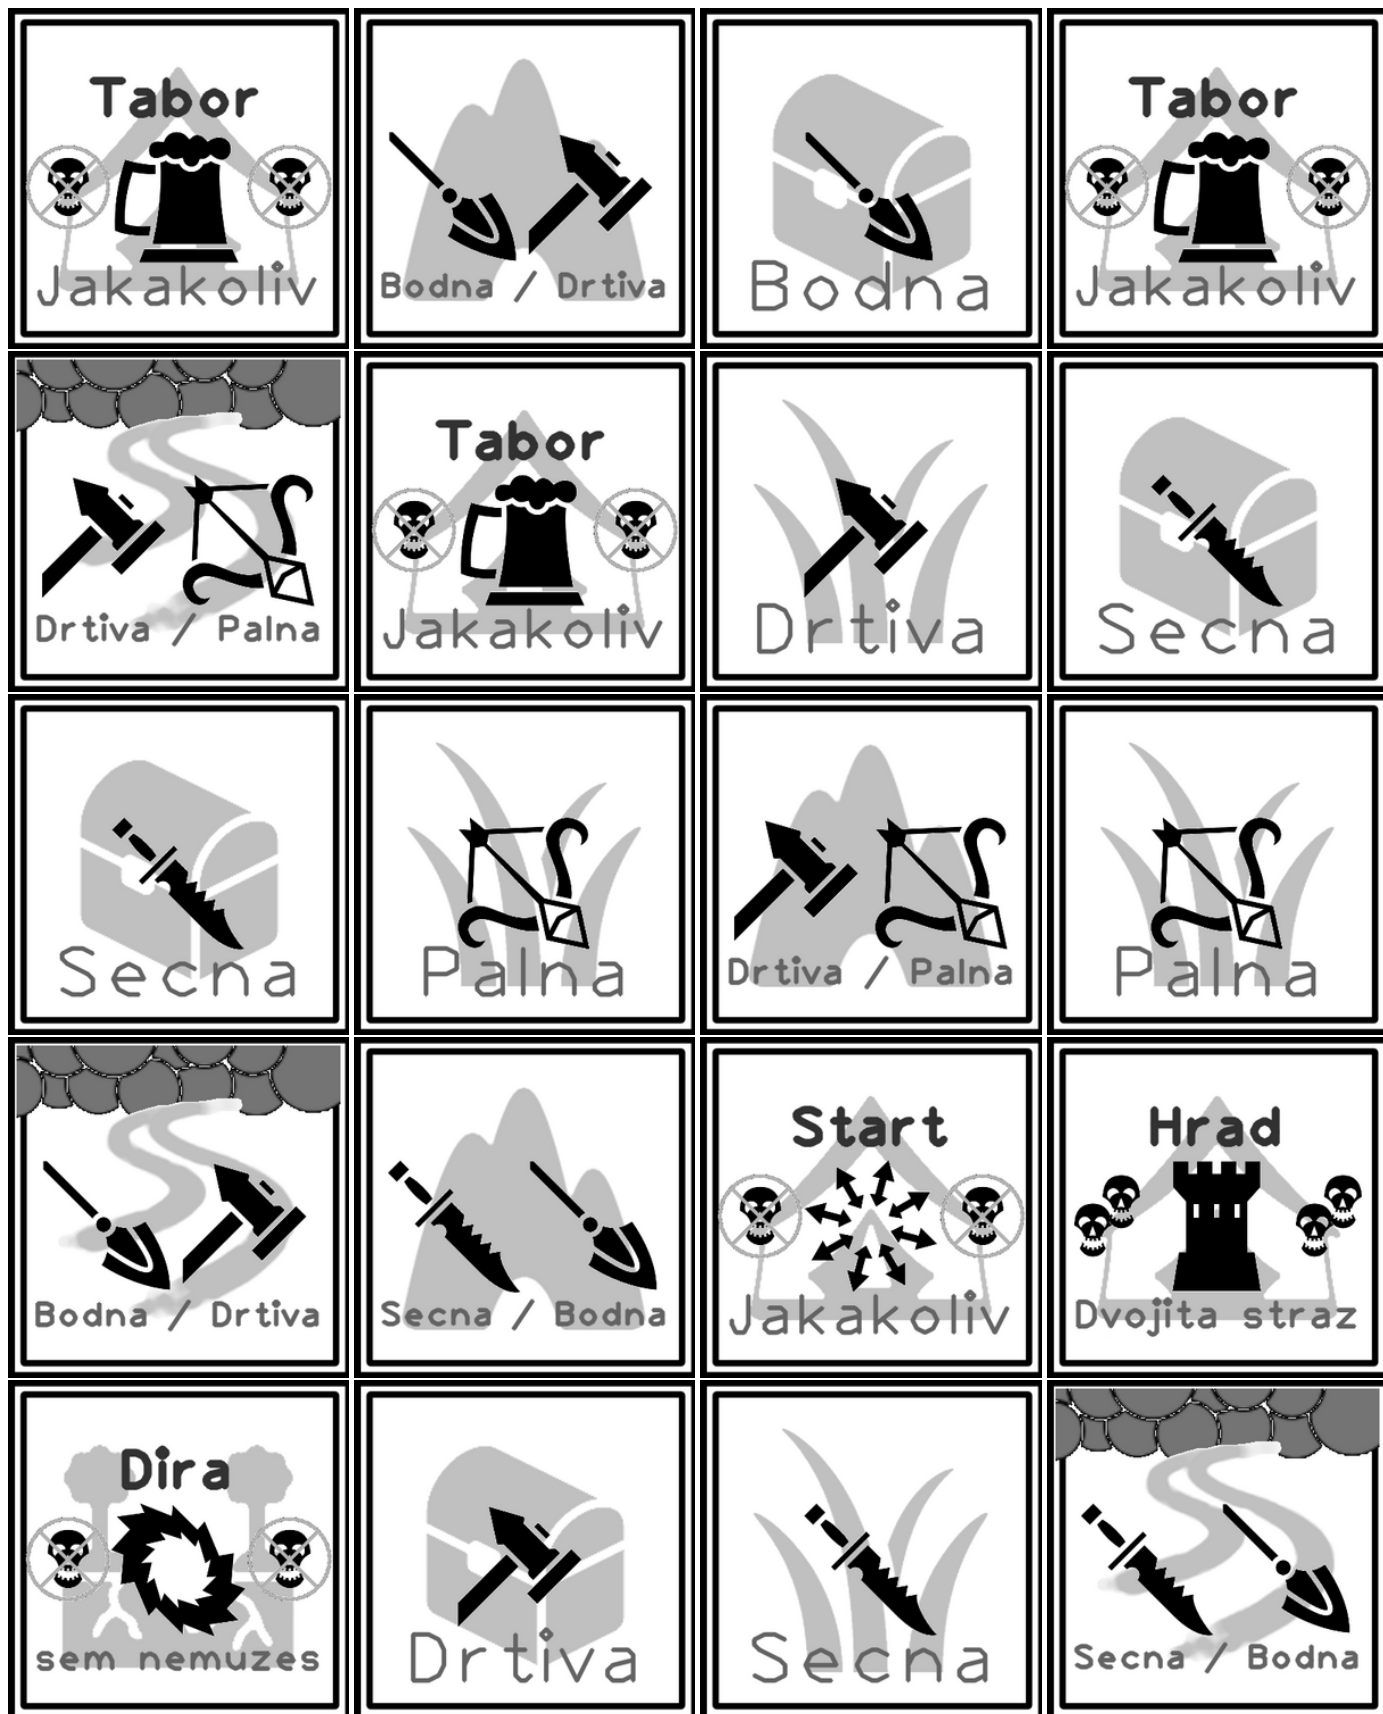 Tabor
Jakakoliv
Bodna / Drtiva
Bodna
Tabor
Jakakoliv
Drtiva / Palna
Tabor
Jakakoliv
Drtiva
Secna
Secna
Palna
Drtiva / Palna
Palna
Bodna / Drtiva
Secna / Bodna
Start
Jakakoliv
Hrad
Dvojita straz
Dira
sem nemuzes
Drtiva
Secna
Secna / Bodna